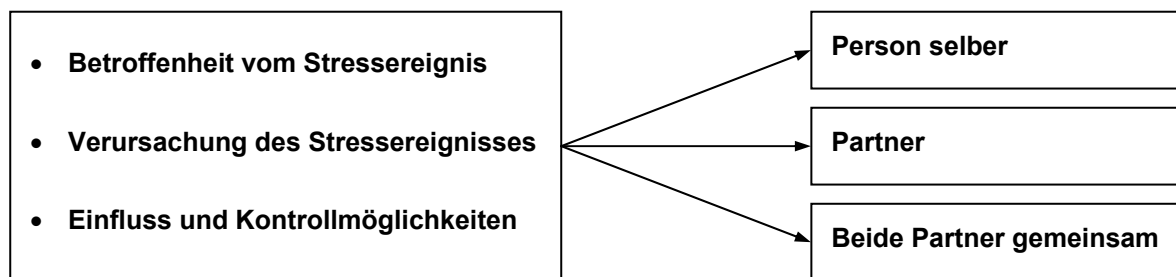 • Betroffenheit vom Stressereignis
• Verursachung des Stressereignisses
• Einfluss und Kontrollmöglichkeiten
Person selber
Partner
Beide Partner gemeinsam